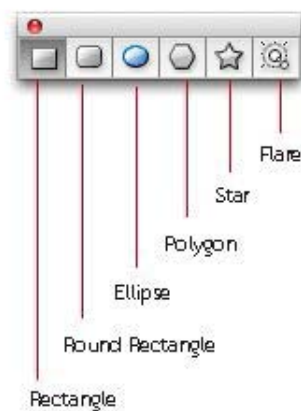 Flare
Star
Polygon
Ellipse
Round Rectangle
Rectangle